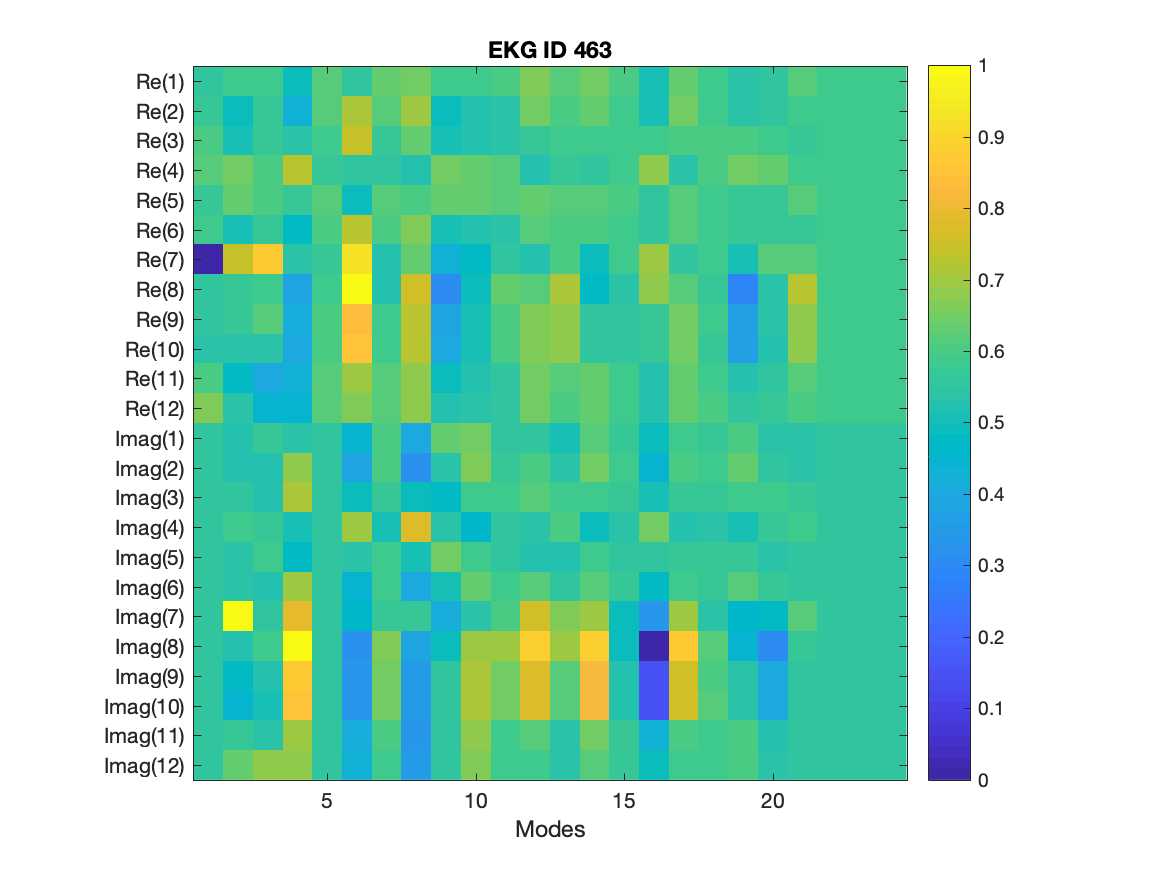 EKG ID 463
Re(1)
Re(2)
Re(3)
Re(4)
Re(5)
Re(6)
Re(7)
Re(8)
Re(9)
Re(10)
Re(11)
Re(12)
Imag(1)
Imag(2)
Imag(3)
Imag(4)
Imag(5)
Imag(6)
Imag(7)
Imag(8)
Imag(9)
Imag(10)
Imag(11)
Imag(12)
5 10 15 20
Modes
1
0.9
0.8
0.7
0.6
0.5
0.4
0.3
0.2
0.1
0